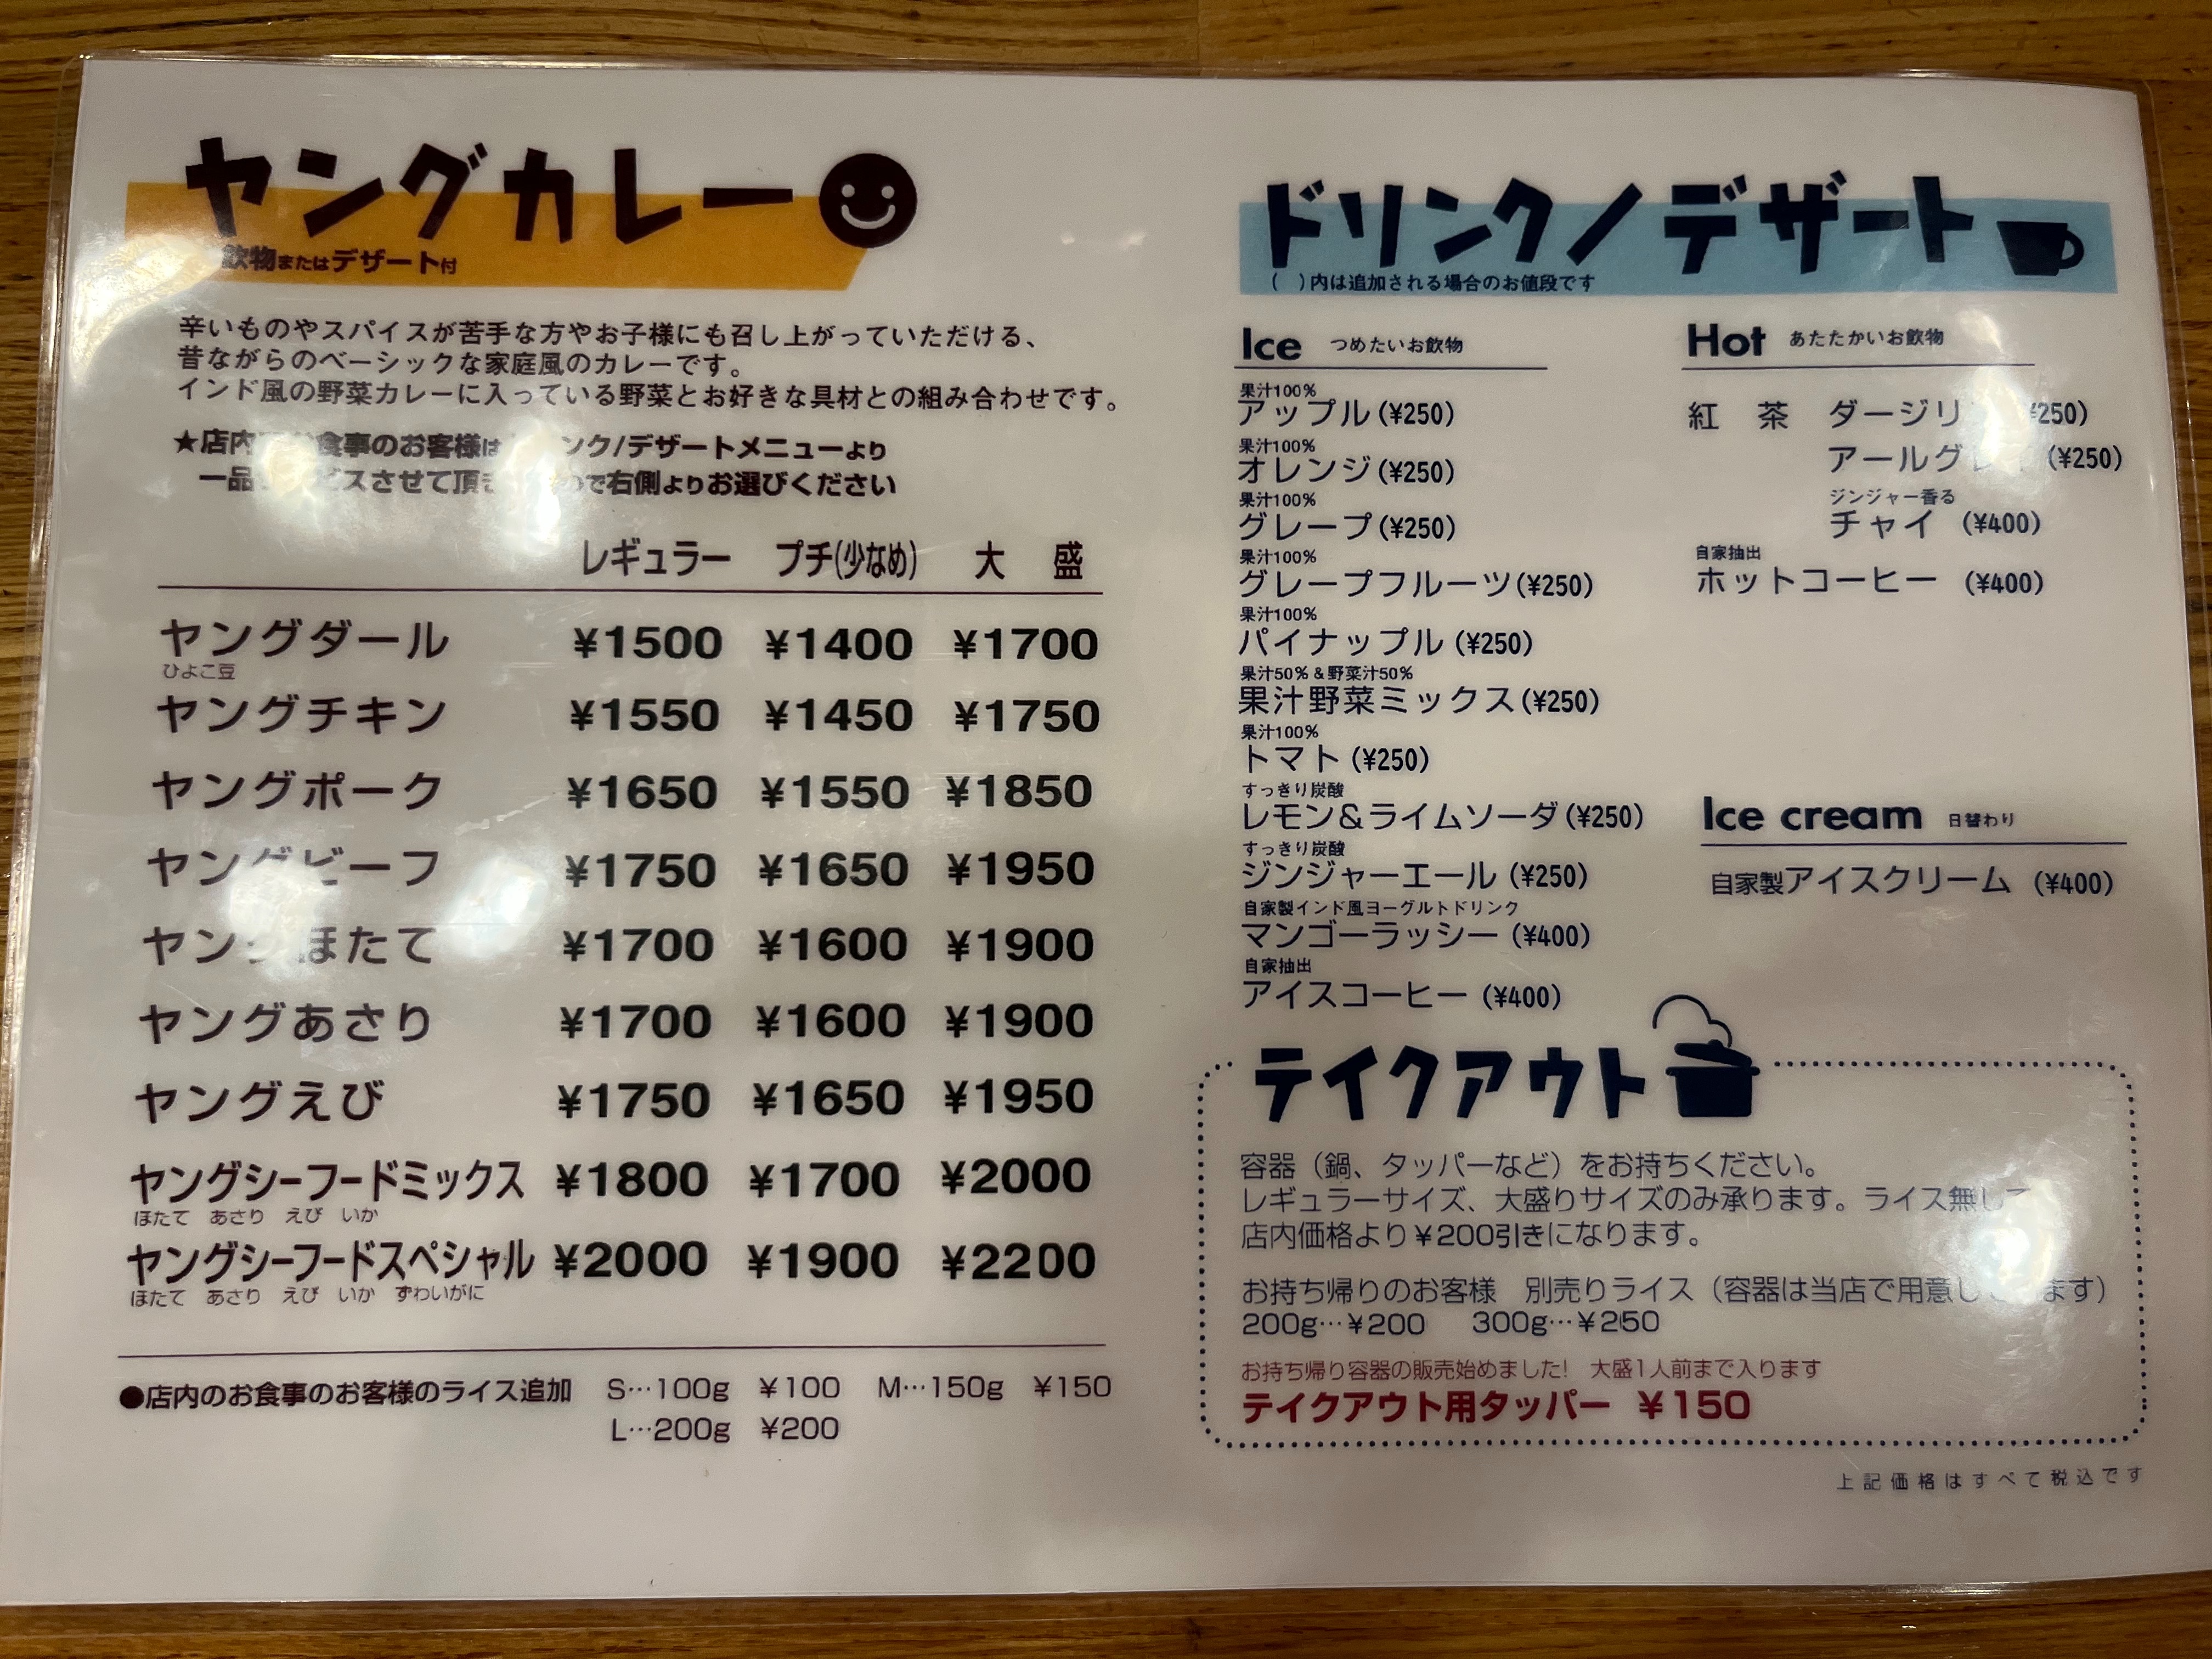 ヤングカレー
飲物またはデザート付
辛いものやスパイスが苦手な方やお子様にも召し上がっていただける、
昔ながらのベーシックな家庭風のカレーです。
インド風の野菜カレーに入っている野菜とお好きな具材との組み合わせです。
★店内 食事のお客様は ンク/デザートメニューより
一品 ビスさせて頂き ので右側よりお選びください
レギュラー プチ(少なめ) 大 盛
ヤングダール ¥1500 ¥1400 ¥1700
ひよこ豆
ヤングチキン ¥1550 ¥1450 ¥1750
ヤングポーク ¥1650 ¥1550 ¥1850
ヤングビーフ ¥1750 ¥1650 ¥1950
ヤングほたて ¥1700 ¥1600 ¥1900
ヤングあさり ¥1700 ¥1600 ¥1900
ヤングえび ¥1750 ¥1650 ¥1950
ヤングシーフードミックス ¥1800 ¥1700 ¥2000
ほたて あさり えび いか
ヤングシーフードスペシャル ¥2000 ¥1900 ¥2200
ほたて あさり えび いか ずわいがに
●店内のお食事のお客様のライス追加 S…100g ¥100 M…150g ¥150
L…200g ¥200
ドリンク/デザート
( )内は追加される場合のお値段です
Ice つめたいお飲物
果汁100%
アップル(¥250)
果汁100%
オレンジ(¥250)
果汁100%
グレープ(¥250)
果汁100%
グレープフルーツ(¥250)
果汁100%
パイナップル(¥250)
果汁50%&野菜汁50%
果汁野菜ミックス(¥250)
果汁100%
トマト(¥250)
すっきり炭酸
レモン&ライムソーダ(¥250)
すっきり炭酸
ジンジャーエール(¥250)
自家製インド風ヨーグルトドリンク
マンゴーラッシー(¥400)
自家抽出
アイスコーヒー(¥400)
Hot あたたかいお飲物
紅 茶 ダージリ ¥250)
アールグレイ(¥250)
ジンジャー香る
チャイ (¥400)
自家抽出
ホットコーヒー (¥400)
Ice cream 日替わり
自家製アイスクリーム (¥400)
テイクアウト
容器（鍋、タッパーなど）をお持ちください。
レギュラーサイズ、大盛りサイズのみ承ります。ライス無しで
店内価格より¥200引きになります。
お持ち帰りのお客様 別売りライス（容器は当店で用意し ます）
200g…¥200 300g…¥250
お持ち帰り容器の販売始めました! 大盛1人前まで入ります
テイクアウト用タッパー ¥150
上記価格はすべて税込です